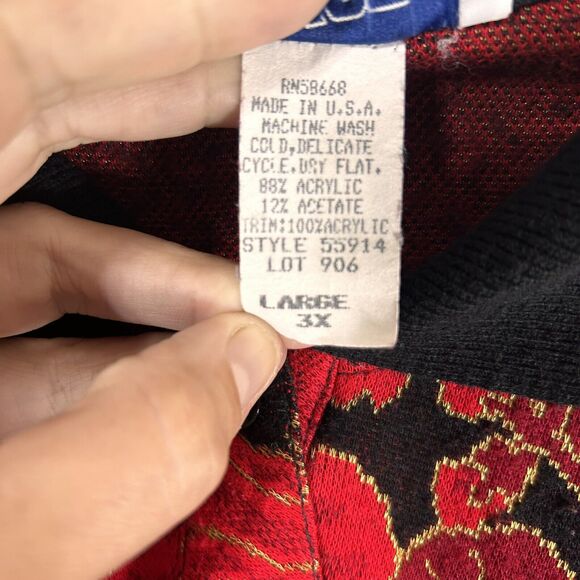 RN58668
MADE IN U.S.A.
MACHINE WASH
COLD,DELICATE
CYCLE.DRY FLAT.
88% ACRYLIC
12% ACETATE
TRIM:100%ACRYLIC
STYLE 55914
LOT 906
LARGE
3X